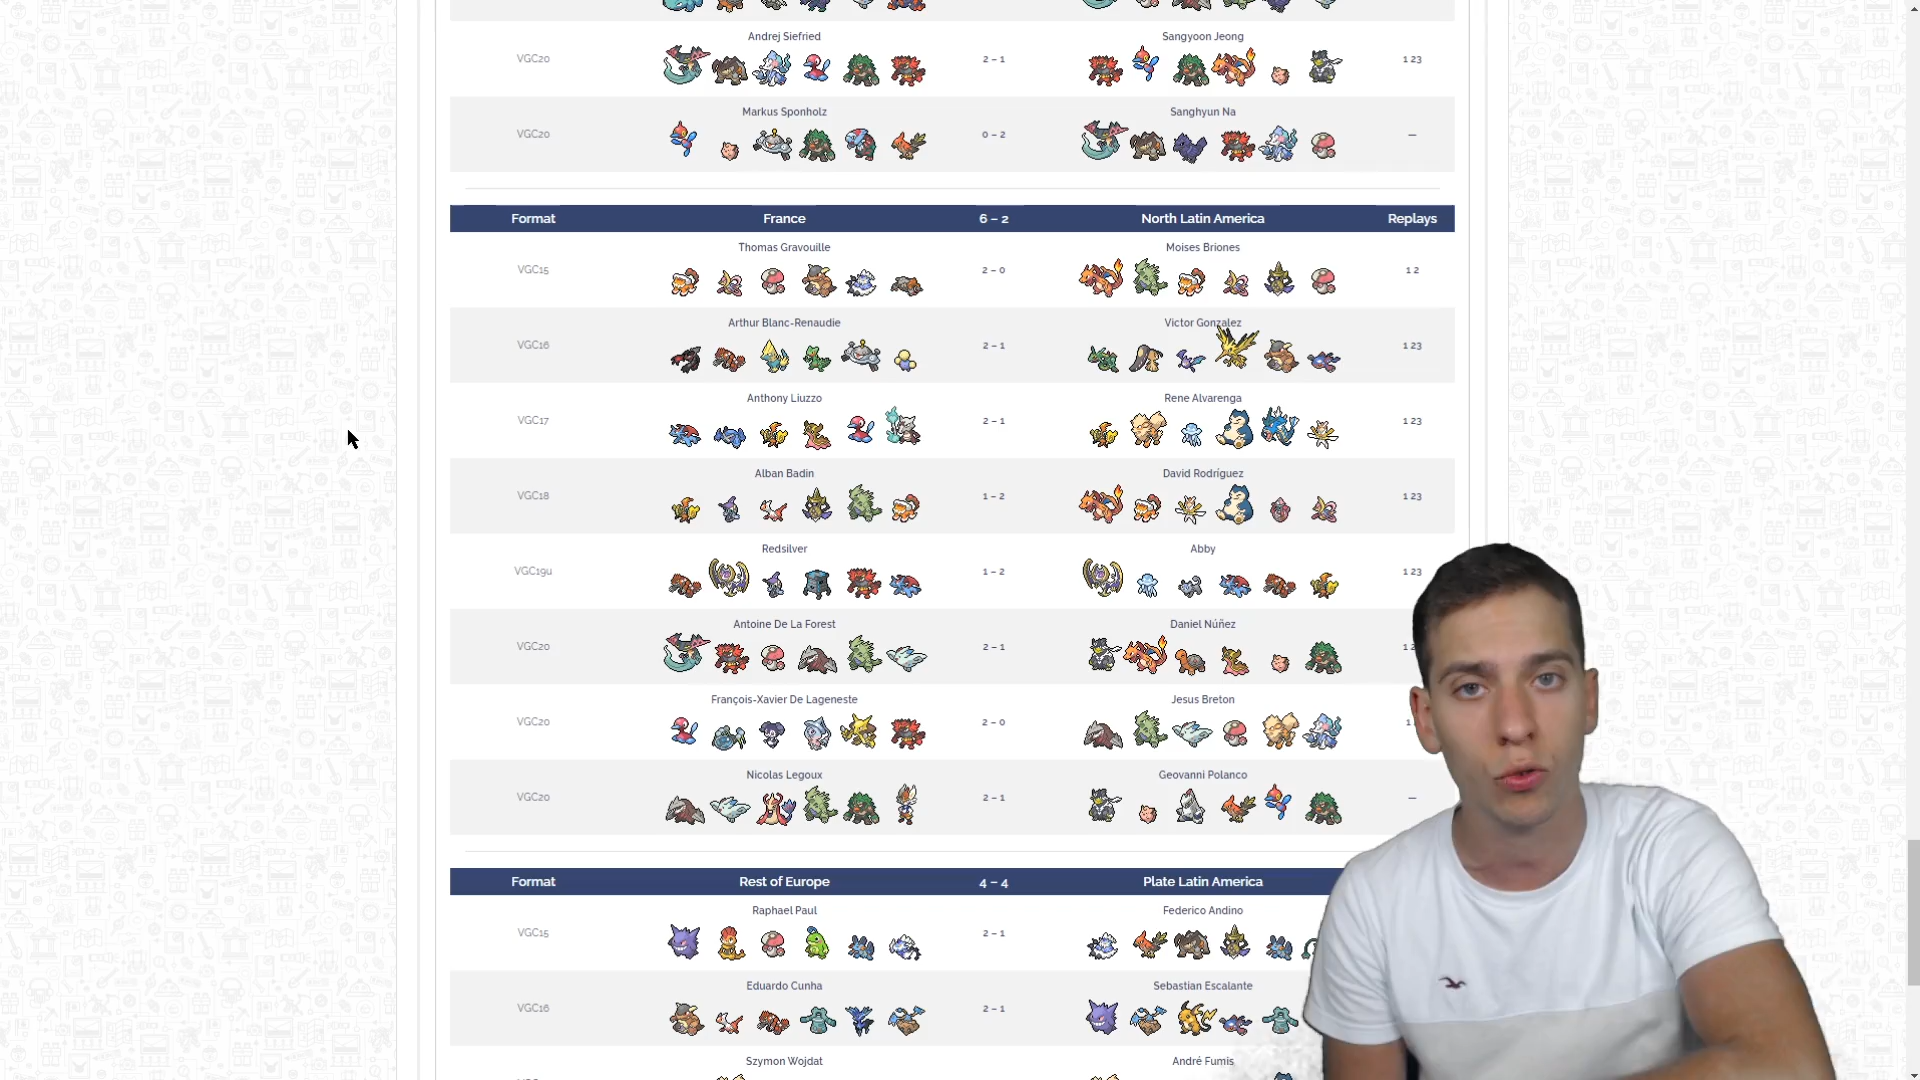 Andrej Siefried Sangyoon Jeong
VGC20 2 – 1 1 2 3
Markus Sponholz Sanghyun Na
VGC20 0 – 2 —
Format France 6 – 2 North Latin America Replays
Thomas Gravouille Moises Briones
VGC15 2 – 0 1 2
Arthur Blanc-Renaudie Victor Gonzalez
VGC16 2 – 1 1 2 3
Anthony Liuzzo Rene Alvarenga
VGC17 2 – 1 1 2 3
Alban Badin David Rodríguez
VGC18 1 – 2 1 2 3
Redsilver Abby
VGC19u 1 – 2 1 2 3
Antoine De La Forest Daniel Núñez
VGC20 2 – 1 1 2
François-Xavier De Lageneste Jesus Breton
VGC20 2 – 0 1
Nicolas Legoux Geovanni Polanco
VGC20 2 – 1 —
Format Rest of Europe 4 – 4 Plate Latin America
Raphael Paul Federico Andino
VGC15 2 – 1
Eduardo Cunha Sebastian Escalante
VGC16 2 – 1
Szymon Wojdat André Fumis